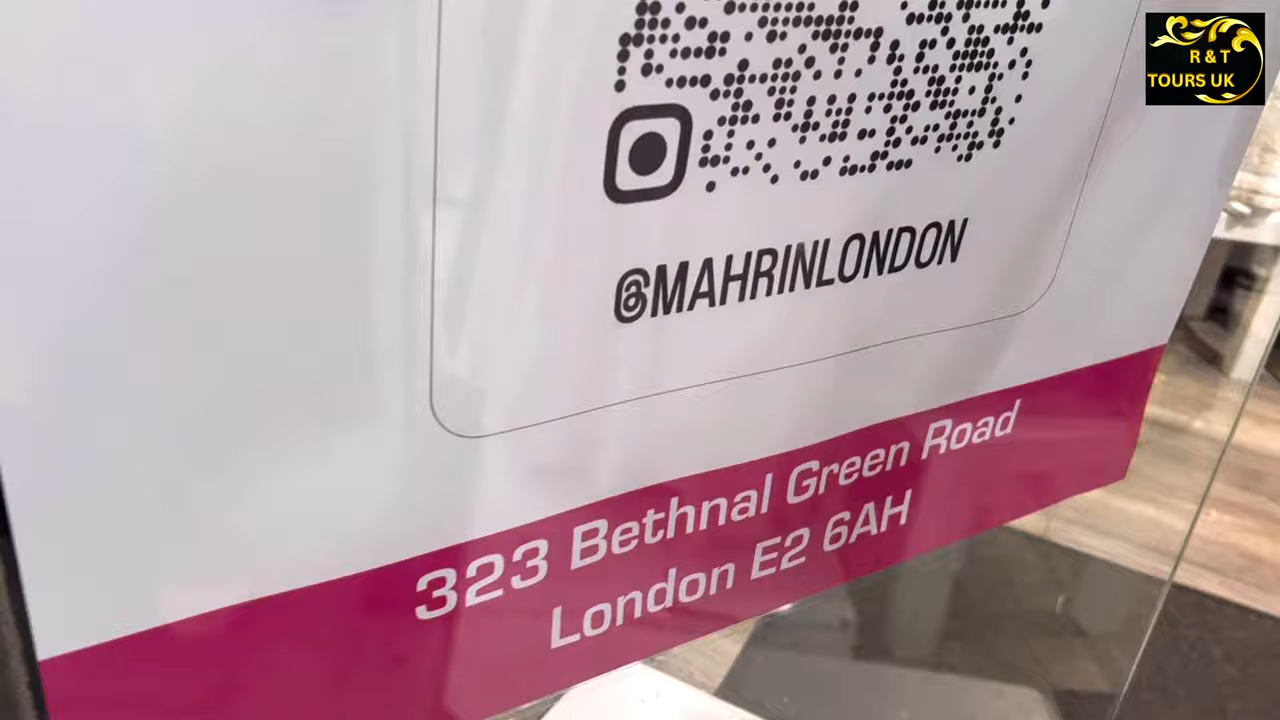 R & T
TOURS UK
@MAHRINLONDON
323 Bethnal Green Road
London E2 6AH